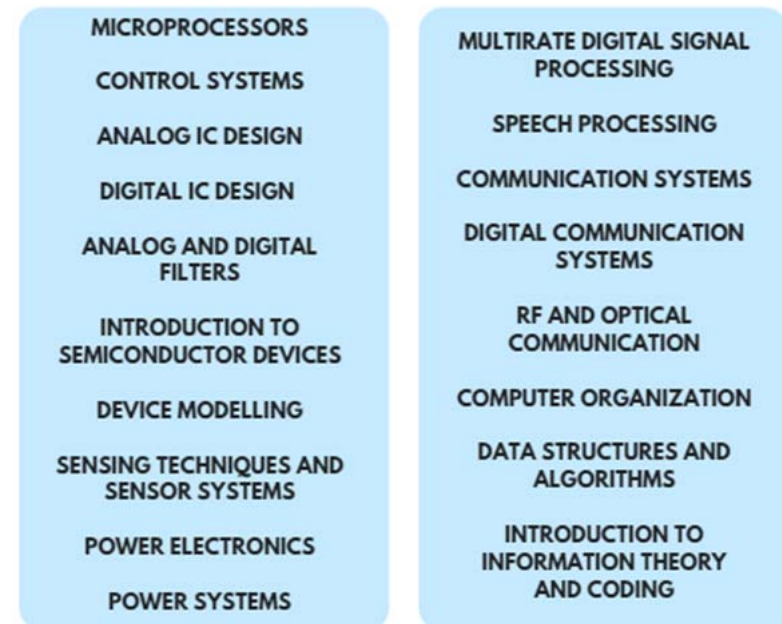 MICROPROCESSORS
CONTROL SYSTEMS
ANALOG IC DESIGN
DIGITAL IC DESIGN
ANALOG AND DIGITAL
FILTERS
INTRODUCTION TO
SEMICONDUCTOR DEVICES
DEVICE MODELLING
SENSING TECHNIQUES AND
SENSOR SYSTEMS
POWER ELECTRONICS
POWER SYSTEMS
MULTIRATE DIGITAL SIGNAL
PROCESSING
SPEECH PROCESSING
COMMUNICATION SYSTEMS
DIGITAL COMMUNICATION
SYSTEMS
RF AND OPTICAL
COMMUNICATION
COMPUTER ORGANIZATION
DATA STRUCTURES AND
ALGORITHMS
INTRODUCTION TO
INFORMATION THEORY
AND CODING